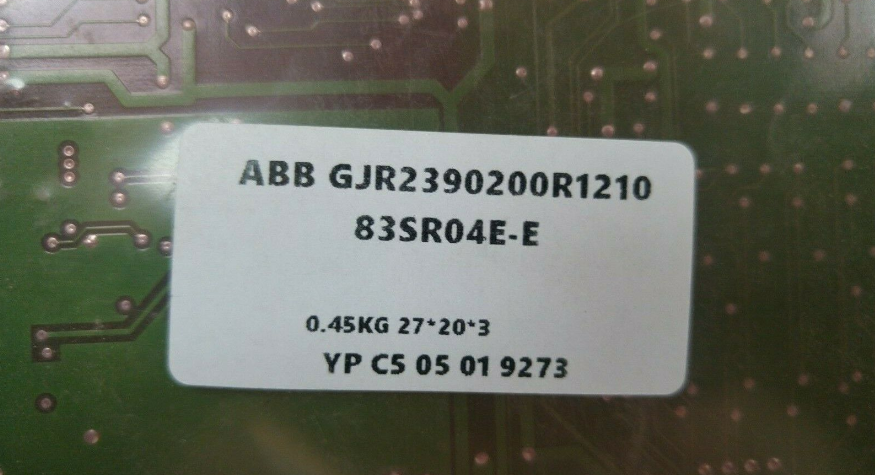 ABB GJR2390200R1210
83SR04E-E
0.45KG 27*20*3
YP C5 05 01 9273